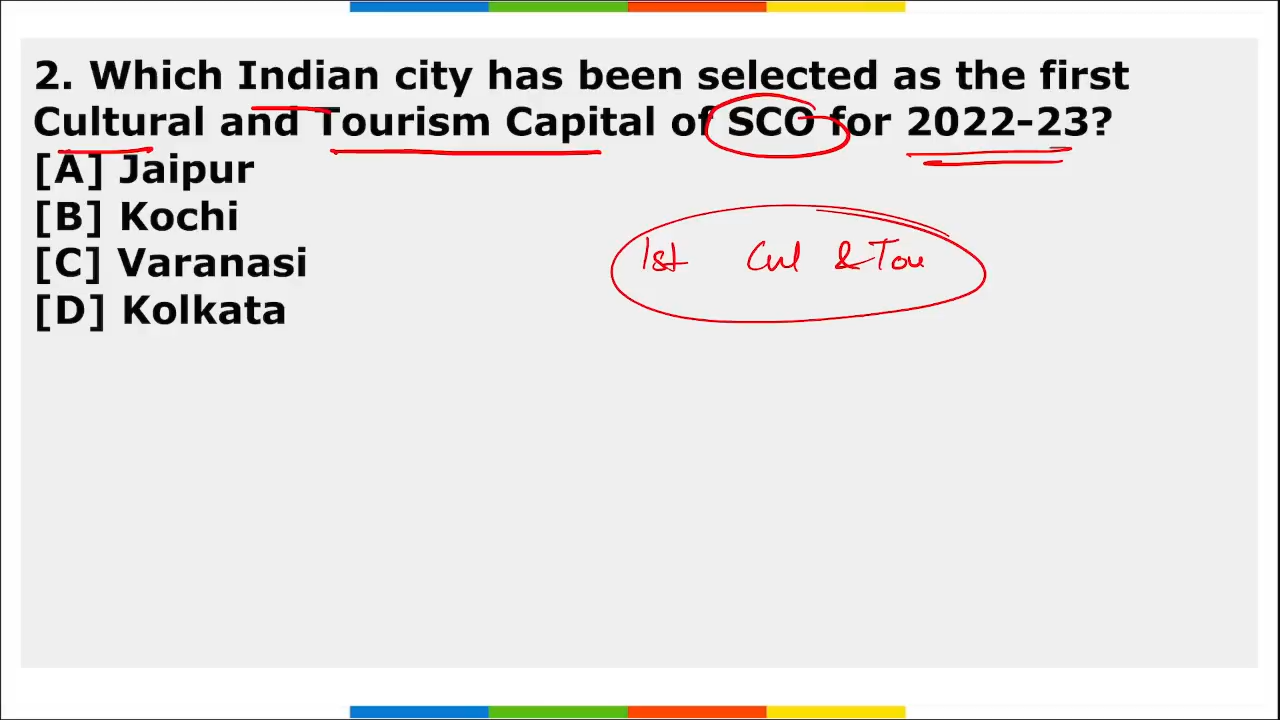 2. Which Indian city has been selected as the first
Cultural and Tourism Capital of SCO for 2022-23?
[A] Jaipur
[B] Kochi
[C] Varanasi
[D] Kolkata
1st Cul & Tou